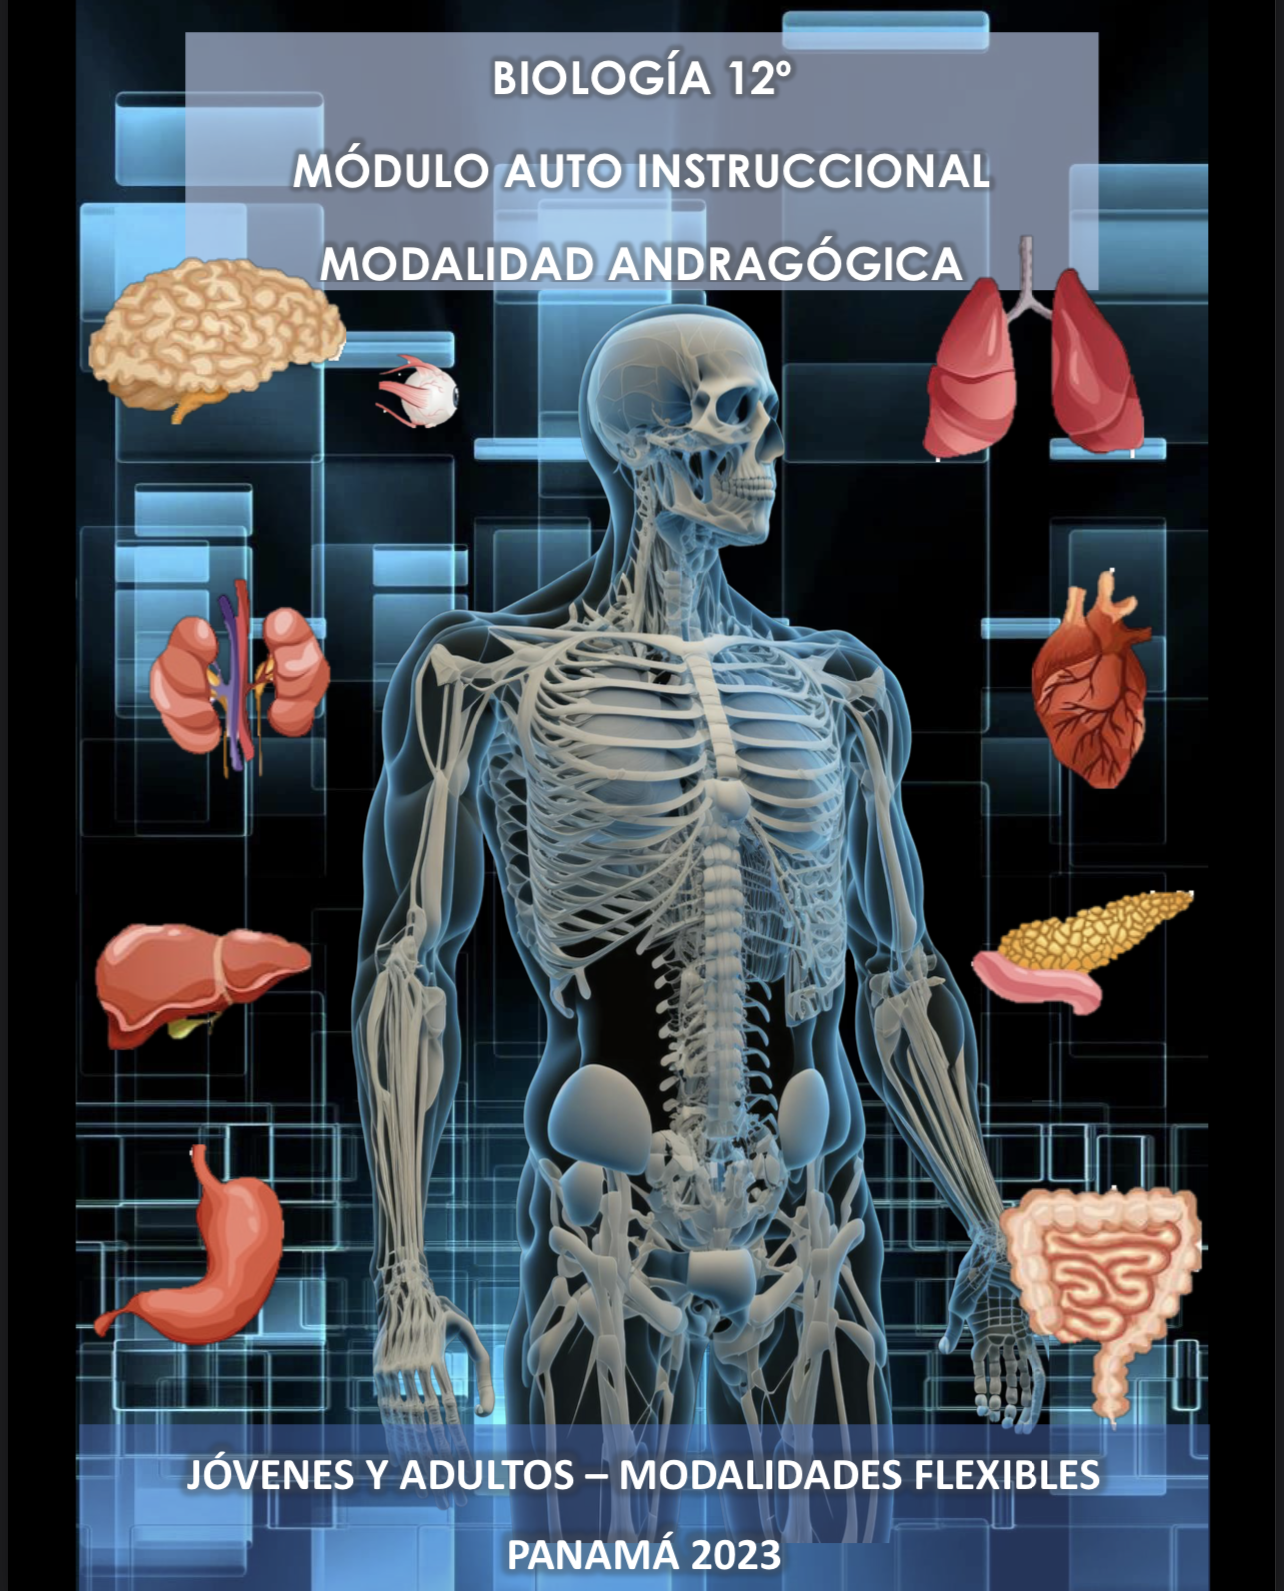 BIOLOGÍA 12º
MÓDULO AUTO INSTRUCCIONAL
MODALIDAD ANDRAGÓGICA
JÓVENES Y ADULTOS – MODALIDADES FLEXIBLES
PANAMÁ 2023